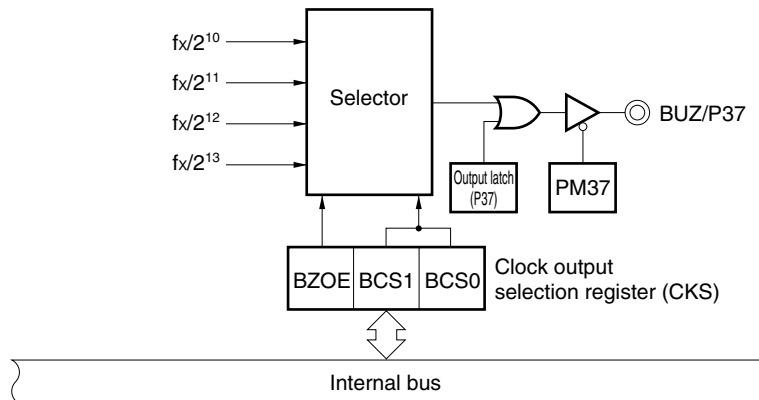 fx/2¹⁰
fx/2¹¹
fx/2¹²
fx/2¹³
Selector
BUZ/P37
Output latch
(P37)
PM37
BZOE
BCS1
BCS0
Clock output
selection register (CKS)
Internal bus